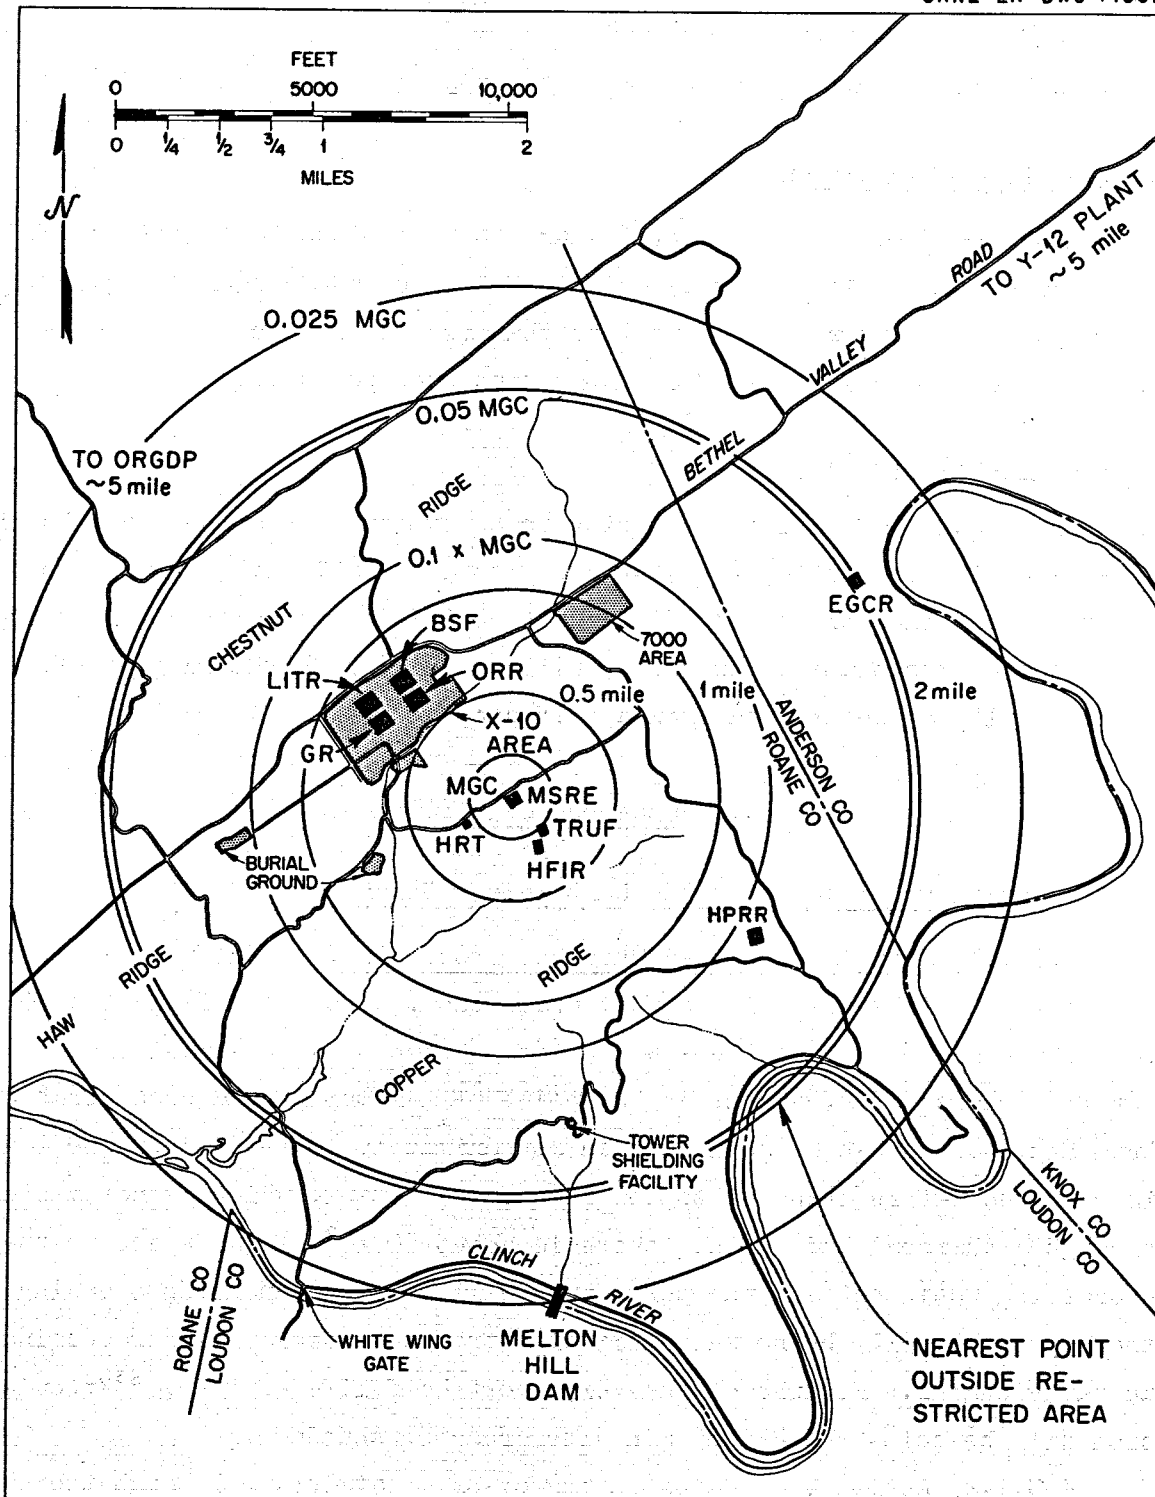 FEET
0 5000 10,000
0 1/4 1/2 3/4 1 2
MILES
N
ROAD
TO Y-12 PLANT
~ 5 mile
0.025 MGC
VALLEY
0.05 MGC
BETHEL
TO ORGDP
~5 mile
RIDGE
0.1 x MGC
EGCR
CHESTNUT
BSF
7000
AREA
LITR
ORR
0.5 mile
1 mile
2 mile
X-10
AREA
GR
ANDERSON CO
ROANE CO
MGC
MSRE
HRT
TRUF
HFIR
BURIAL
GROUND
HPRR
RIDGE
RIDGE
HAW
COPPER
TOWER
SHIELDING
FACILITY
KNOX CO
LOUDON CO
CLINCH
RIVER
ROANE CO
LOUDON CO
WHITE WING
GATE
MELTON
HILL
DAM
NEAREST POINT
OUTSIDE RE-
STRICTED AREA